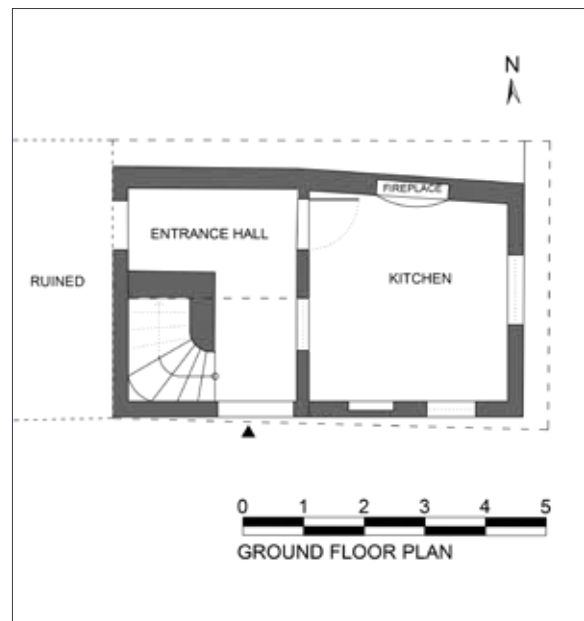 N
FIREPLACE
ENTRANCE HALL
RUINED
KITCHEN
0 1 2 3 4 5
GROUND FLOOR PLAN